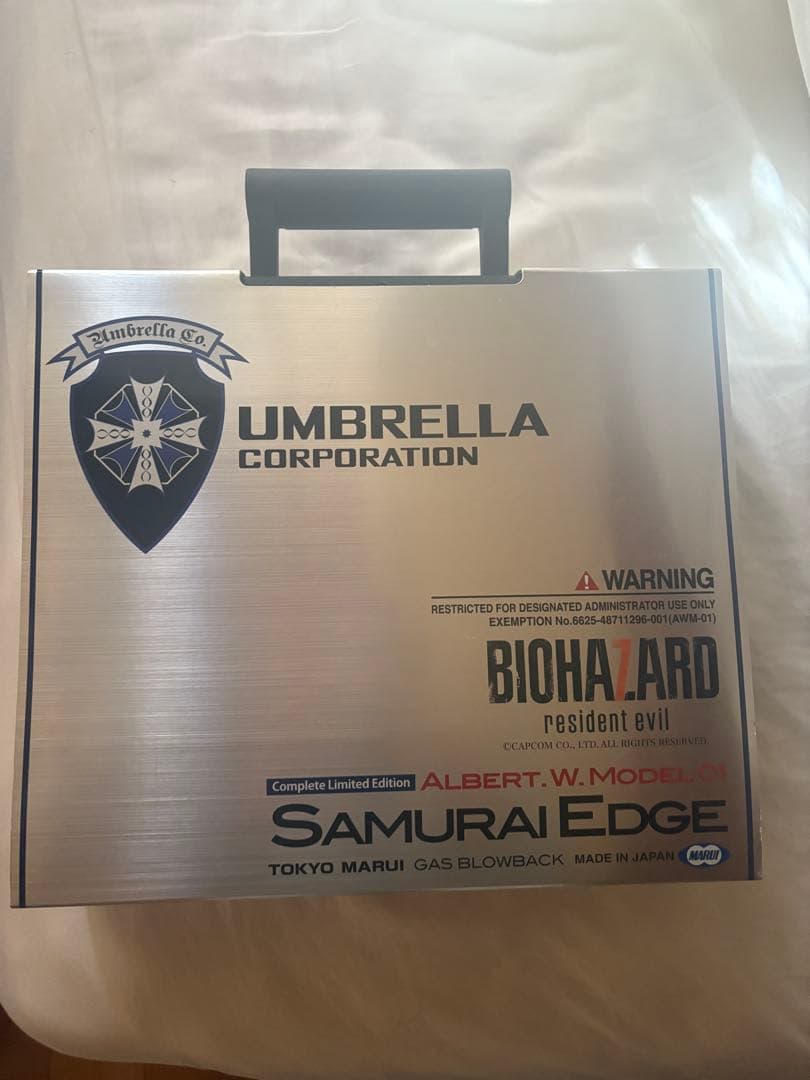 Umbrella Co.
UMBRELLA
CORPORATION
WARNING
RESTRICTED FOR DESIGNATED ADMINISTRATOR USE ONLY
EXEMPTION No.6625-48711296-001(AWM-01)
BIOHAZARD
resident evil
©CAPCOM CO., LTD. ALL RIGHTS RESERVED.
Complete Limited Edition ALBERT.W.MODEL 01
SAMURAI EDGE
TOKYO MARUI GAS BLOWBACK MADE IN JAPAN MARUI